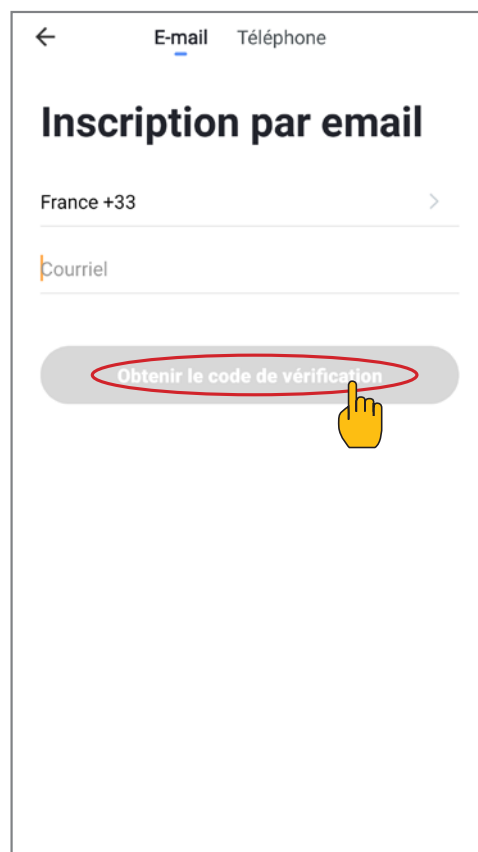 E-mail Téléphone
Inscription par email
France +33
Courriel
Obtenir le code de vérification